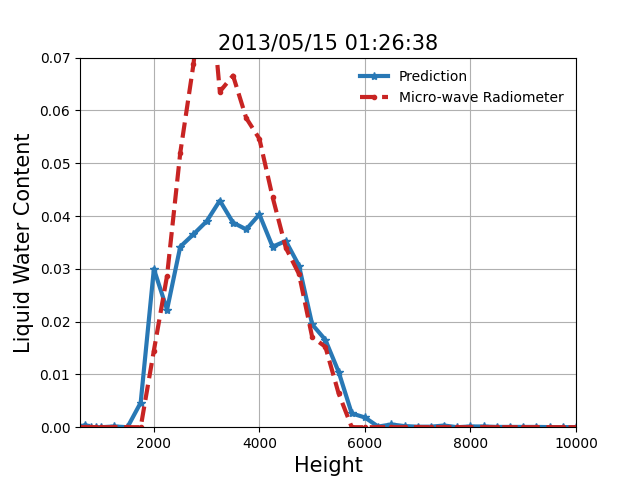 2013/05/15 01:26:38
Prediction
Micro-wave Radiometer
Liquid Water Content
0.07
0.06
0.05
0.04
0.03
0.02
0.01
0.00
2000 4000 6000 8000 10000
Height